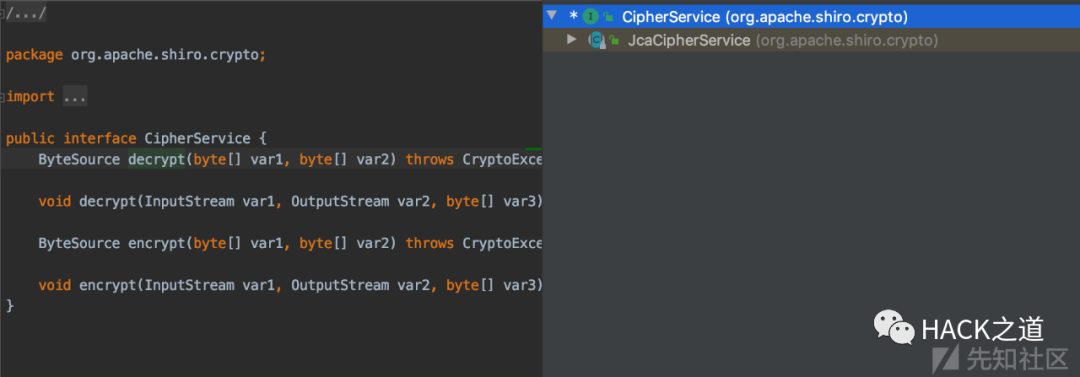 /.../
package org.apache.shiro.crypto;
import ...
public interface CipherService {
ByteSource decrypt(byte[] var1, byte[] var2) throws CryptoExce
void decrypt(InputStream var1, OutputStream var2, byte[] var3)
ByteSource encrypt(byte[] var1, byte[] var2) throws CryptoExce
void encrypt(InputStream var1, OutputStream var2, byte[] var3)
}
* I CipherService (org.apache.shiro.crypto)
C JcaCipherService (org.apache.shiro.crypto)
HACK之道
先知社区